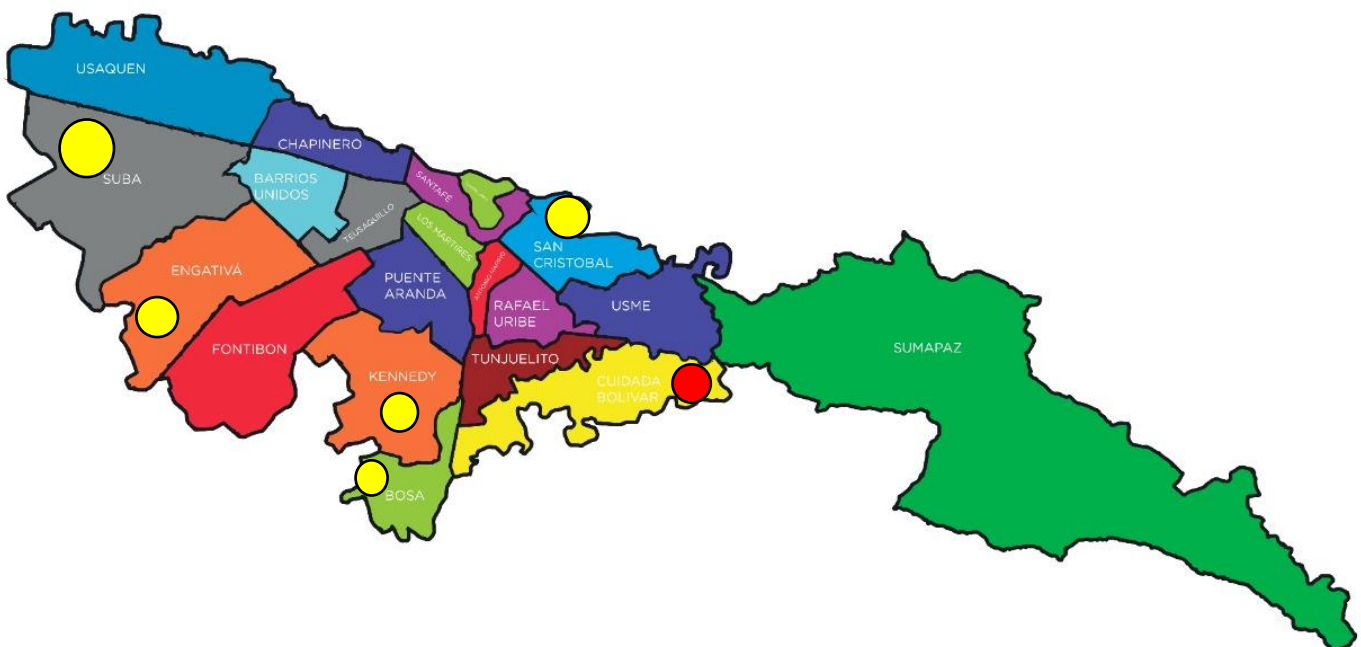 USAQUEN
CHAPINERO
SUBA
BARRIOS
UNIDOS
SANTAFÉ
TEUSAQUILLO
LOS MARTIRES
SAN
CRISTOBAL
ENGATIVÁ
PUENTE
ARANDA
RAFAEL
URIBE
USME
FONTIBON
SUMAPAZ
TUNJUELITO
KENNEDY
CUIDADA
BOLIVAR
BOSA